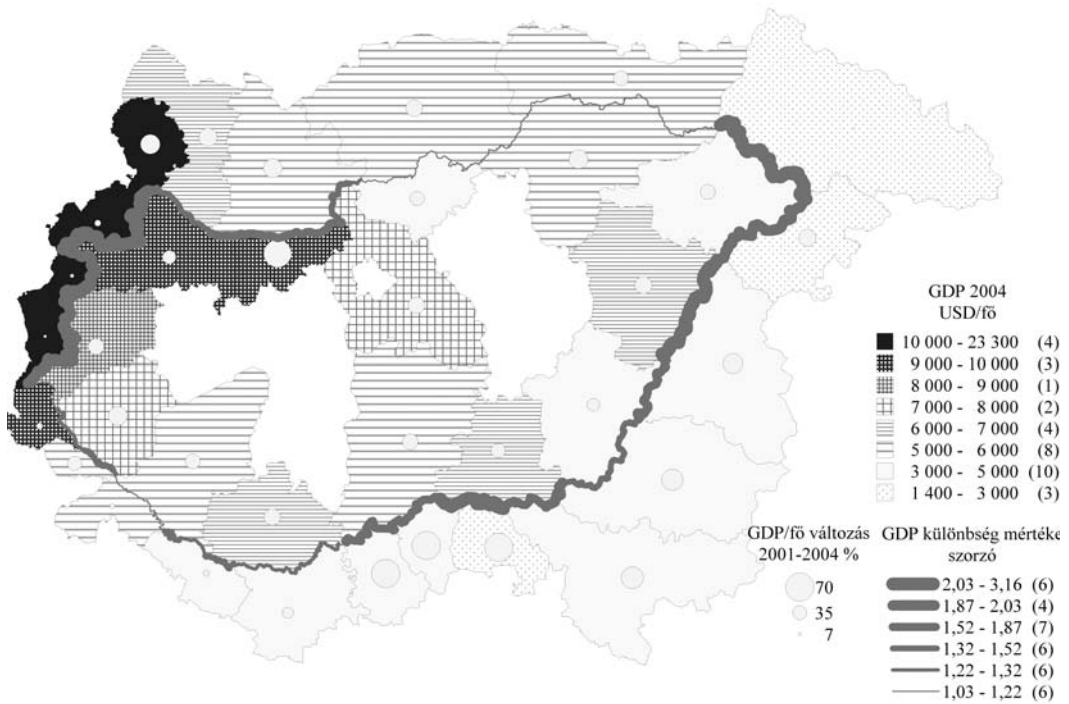 GDP 2004
USD/fő
10 000 - 23 300 (4)
9 000 - 10 000 (3)
8 000 - 9 000 (1)
7 000 - 8 000 (2)
6 000 - 7 000 (4)
5 000 - 6 000 (8)
3 000 - 5 000 (10)
1 400 - 3 000 (3)
GDP/fő változás
2001-2004 %
70
35
7
GDP különbség mértéke
szorzó
2,03 - 3,16 (6)
1,87 - 2,03 (4)
1,52 - 1,87 (7)
1,32 - 1,52 (6)
1,22 - 1,32 (6)
1,03 - 1,22 (6)